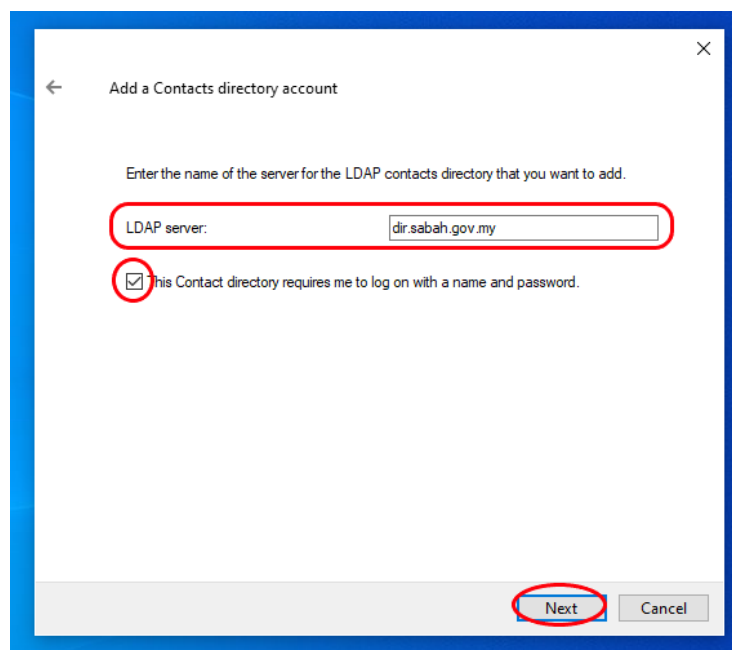 Add a Contacts directory account
Enter the name of the server for the LDAP contacts directory that you want to add.
LDAP server: dir.sabah.gov.my
This Contact directory requires me to log on with a name and password.
Next Cancel